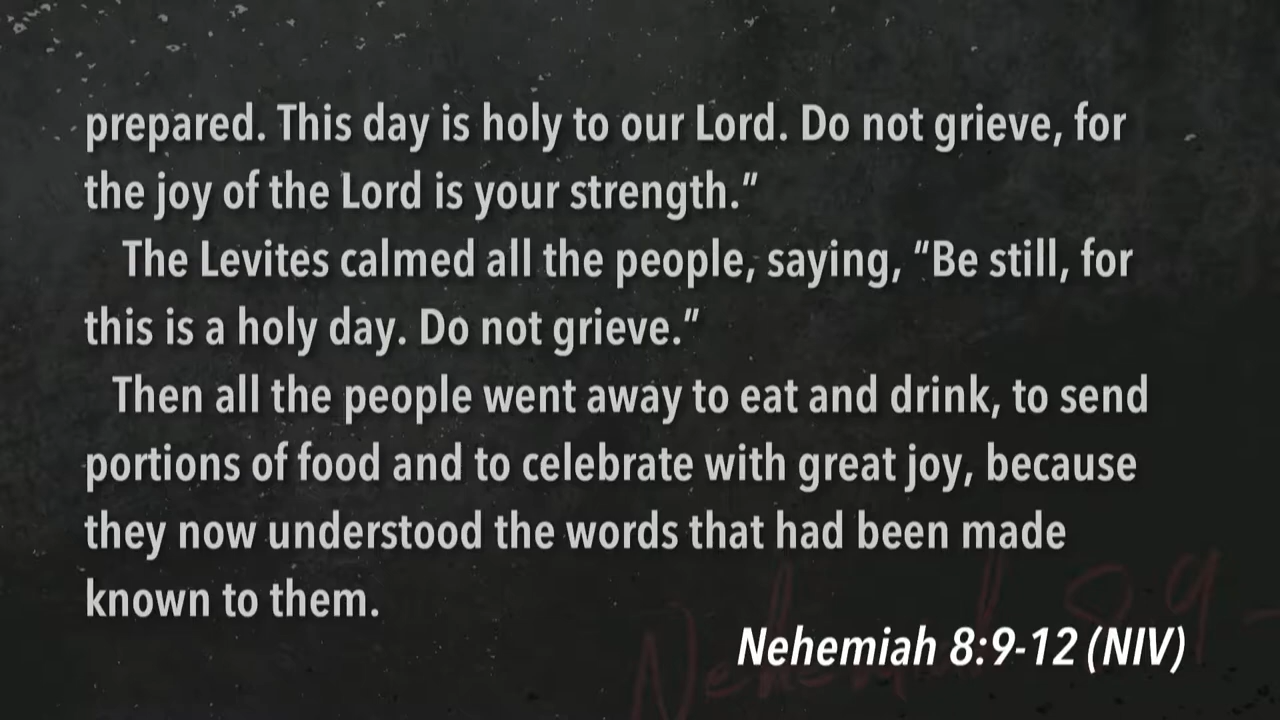 prepared. This day is holy to our Lord. Do not grieve, for
the joy of the Lord is your strength.”
The Levites calmed all the people, saying, “Be still, for
this is a holy day. Do not grieve.”
Then all the people went away to eat and drink, to send
portions of food and to celebrate with great joy, because
they now understood the words that had been made
known to them.
Nehemiah 8:9-12 (NIV)
Nehemiah 8:9-